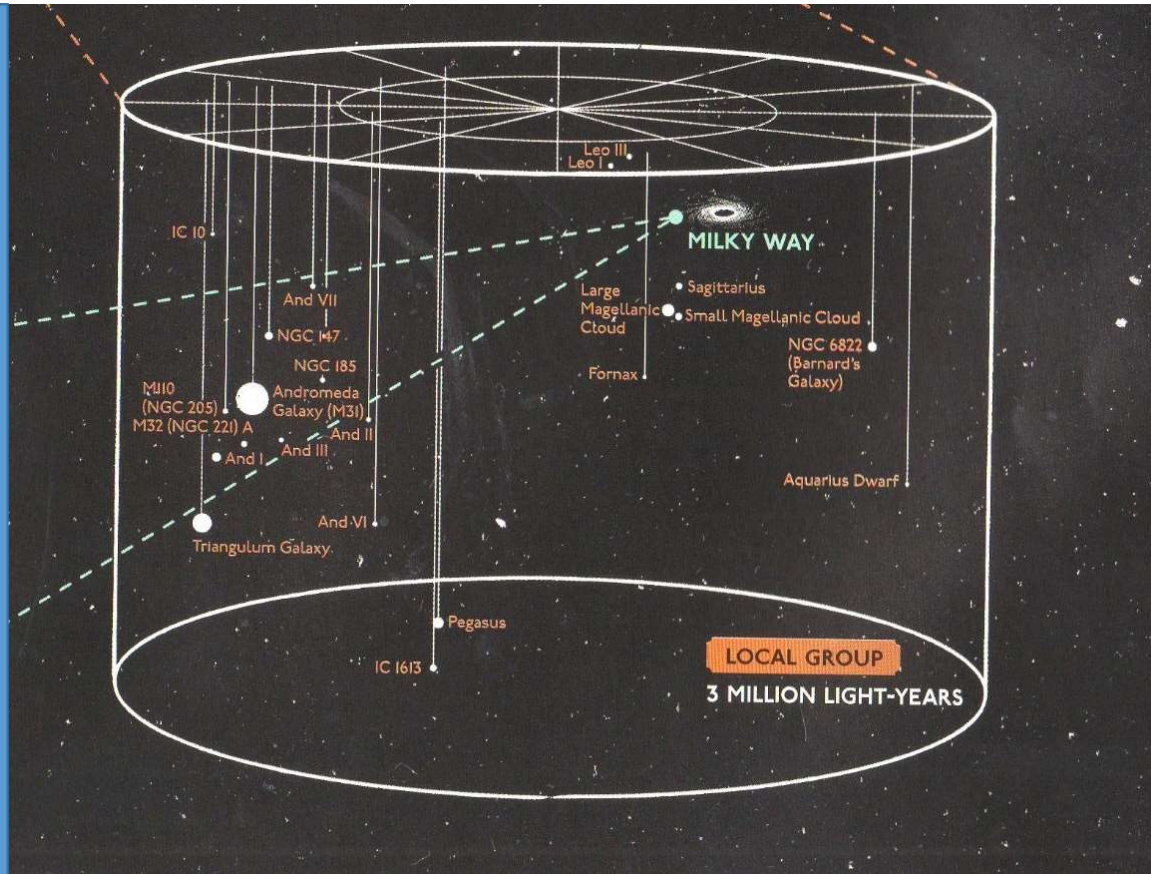 Leo III
Leo I
IC 10
MILKY WAY
And VII
Sagittarius
Large
Magellanic
Cloud
Small Magellanic Cloud
NGC 147
NGC 6822
(Barnard's
Galaxy)
NGC 185
Fornax
M110
(NGC 205)
Andromeda
Galaxy (M31)
M32 (NGC 221) A
And II
And III
And I
Aquarius Dwarf
And VI
Triangulum Galaxy
Pegasus
IC 1613
LOCAL GROUP
3 MILLION LIGHT-YEARS